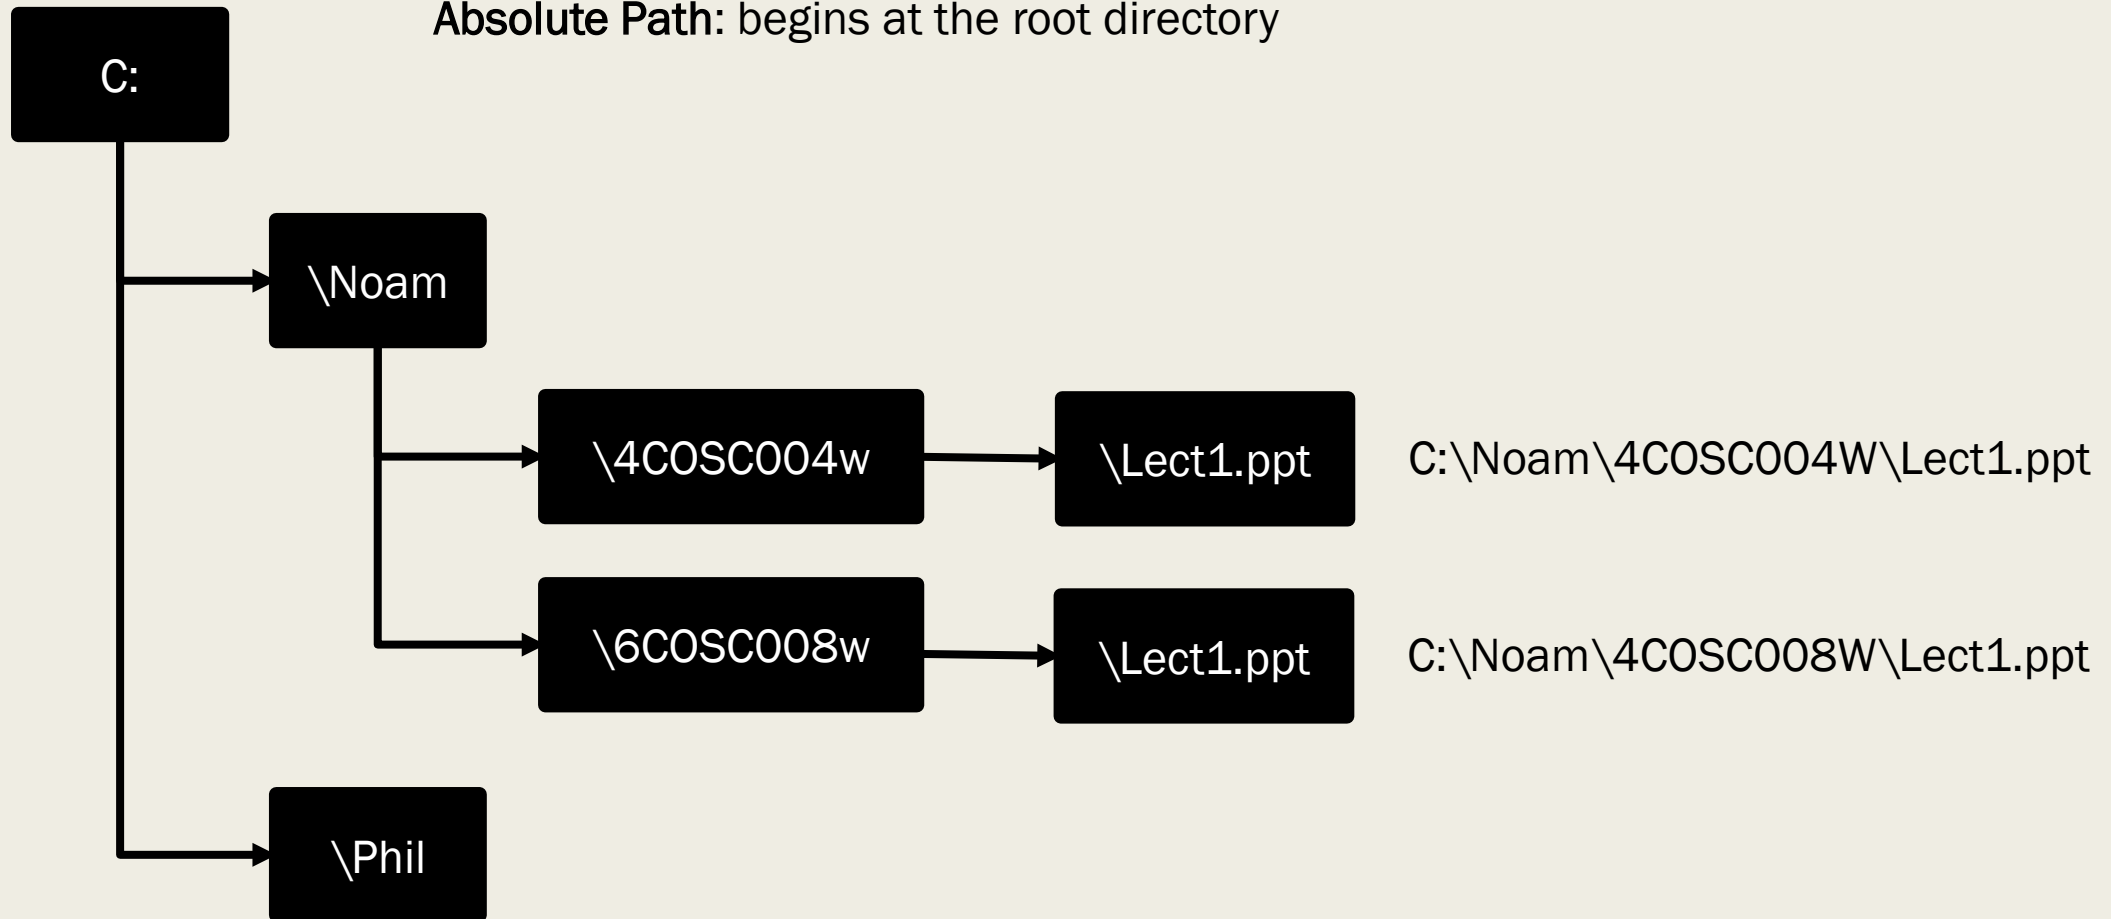 Absolute Path: begins at the root directory
C:
\Noam
\4COSC004w
\Lect1.ppt
C:\Noam\4COSC004W\Lect1.ppt
\6COSC008w
\Lect1.ppt
C:\Noam\4COSC008W\Lect1.ppt
\Phil